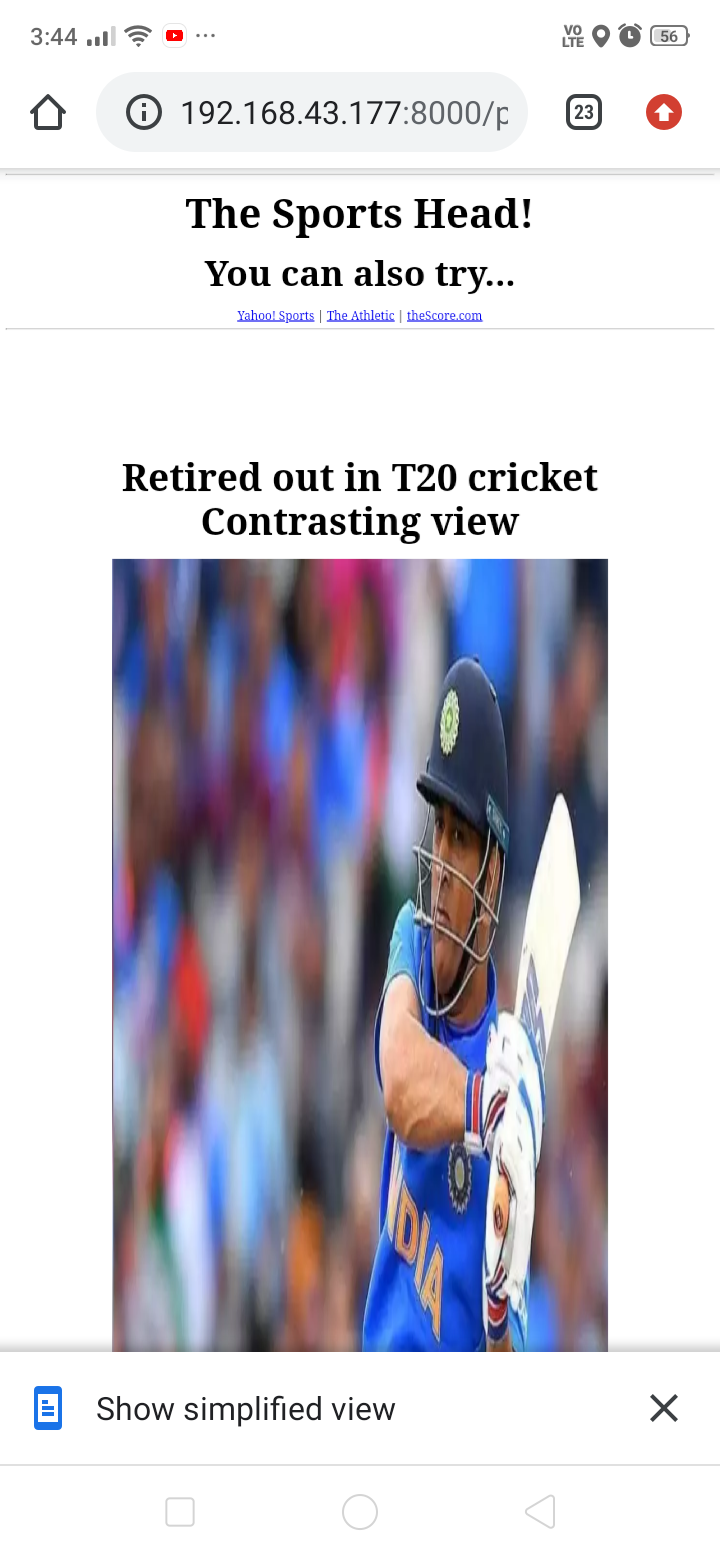 3:44
VO
LTE
56
192.168.43.177:8000/p
23
The Sports Head!
You can also try...
Yahoo! Sports | The Athletic | theScore.com
Retired out in T20 cricket
Contrasting view
NDIA
Show simplified view